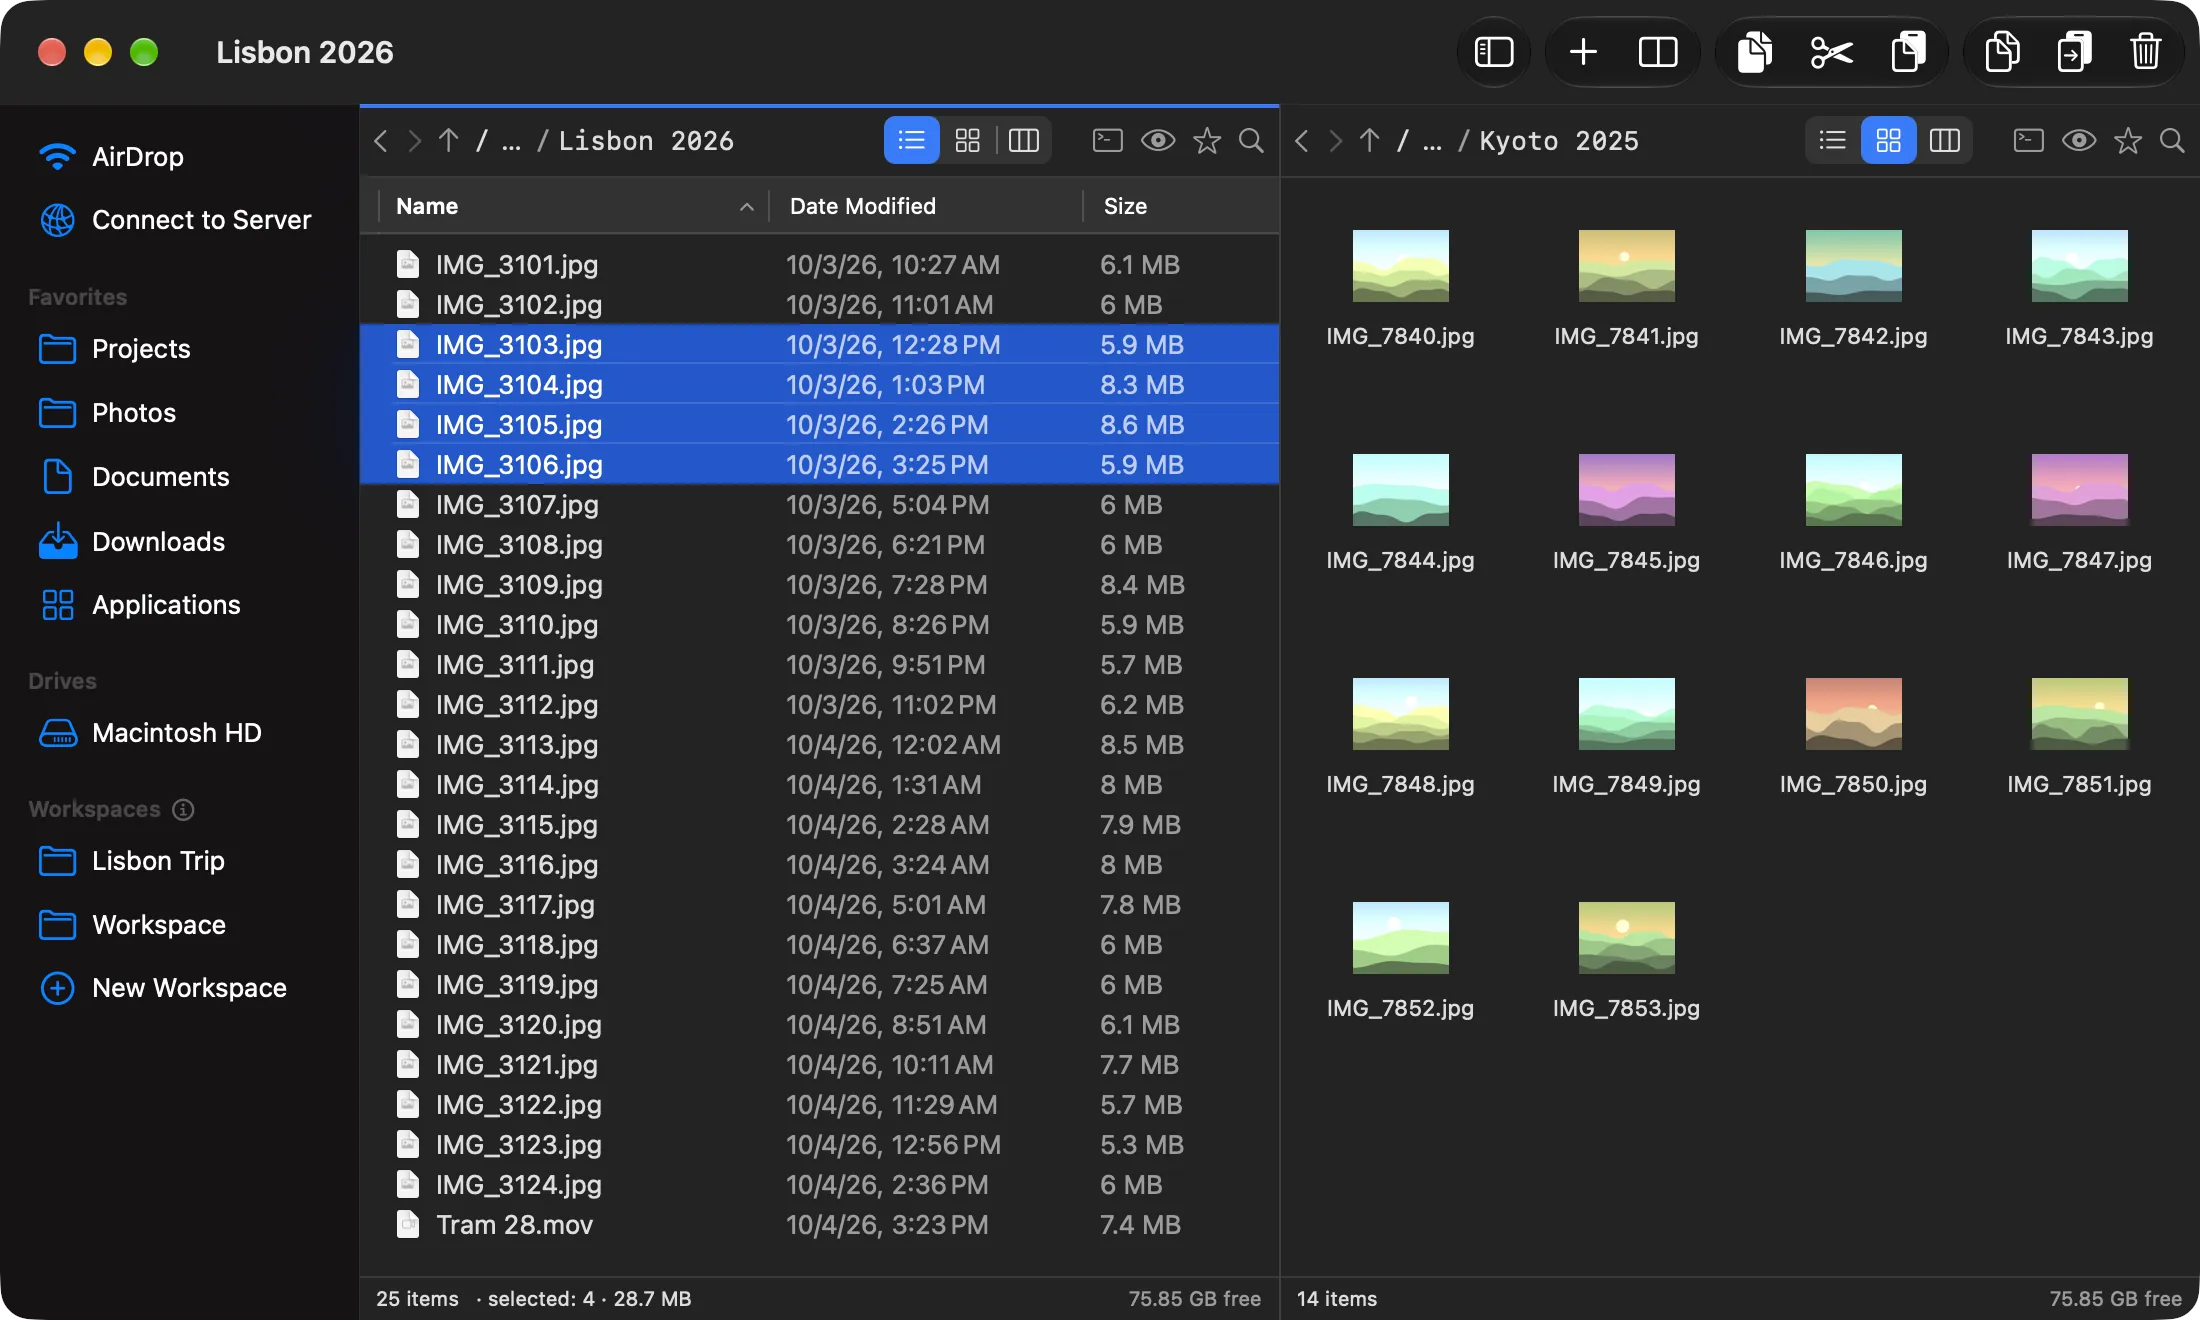 Lisbon 2026
AirDrop
Connect to Server
Favorites
Projects
Photos
Documents
Downloads
Applications
Drives
Macintosh HD
Workspaces
Lisbon Trip
Workspace
New Workspace
/ ... / Lisbon 2026
Name Date Modified Size
IMG_3101.jpg 10/3/26, 10:27 AM 6.1 MB
IMG_3102.jpg 10/3/26, 11:01 AM 6 MB
IMG_3103.jpg 10/3/26, 12:28 PM 5.9 MB
IMG_3104.jpg 10/3/26, 1:03 PM 8.3 MB
IMG_3105.jpg 10/3/26, 2:26 PM 8.6 MB
IMG_3106.jpg 10/3/26, 3:25 PM 5.9 MB
IMG_3107.jpg 10/3/26, 5:04 PM 6 MB
IMG_3108.jpg 10/3/26, 6:21 PM 6 MB
IMG_3109.jpg 10/3/26, 7:28 PM 8.4 MB
IMG_3110.jpg 10/3/26, 8:26 PM 5.9 MB
IMG_3111.jpg 10/3/26, 9:51 PM 5.7 MB
IMG_3112.jpg 10/3/26, 11:02 PM 6.2 MB
IMG_3113.jpg 10/4/26, 12:02 AM 8.5 MB
IMG_3114.jpg 10/4/26, 1:31 AM 8 MB
IMG_3115.jpg 10/4/26, 2:28 AM 7.9 MB
IMG_3116.jpg 10/4/26, 3:24 AM 8 MB
IMG_3117.jpg 10/4/26, 5:01 AM 7.8 MB
IMG_3118.jpg 10/4/26, 6:37 AM 6 MB
IMG_3119.jpg 10/4/26, 7:25 AM 6 MB
IMG_3120.jpg 10/4/26, 8:51 AM 6.1 MB
IMG_3121.jpg 10/4/26, 10:11 AM 7.7 MB
IMG_3122.jpg 10/4/26, 11:29 AM 5.7 MB
IMG_3123.jpg 10/4/26, 12:56 PM 5.3 MB
IMG_3124.jpg 10/4/26, 2:36 PM 6 MB
Tram 28.mov 10/4/26, 3:23 PM 7.4 MB
25 items · selected: 4 · 28.7 MB 75.85 GB free
/ ... / Kyoto 2025
IMG_7840.jpg IMG_7841.jpg IMG_7842.jpg IMG_7843.jpg
IMG_7844.jpg IMG_7845.jpg IMG_7846.jpg IMG_7847.jpg
IMG_7848.jpg IMG_7849.jpg IMG_7850.jpg IMG_7851.jpg
IMG_7852.jpg IMG_7853.jpg
14 items 75.85 GB free